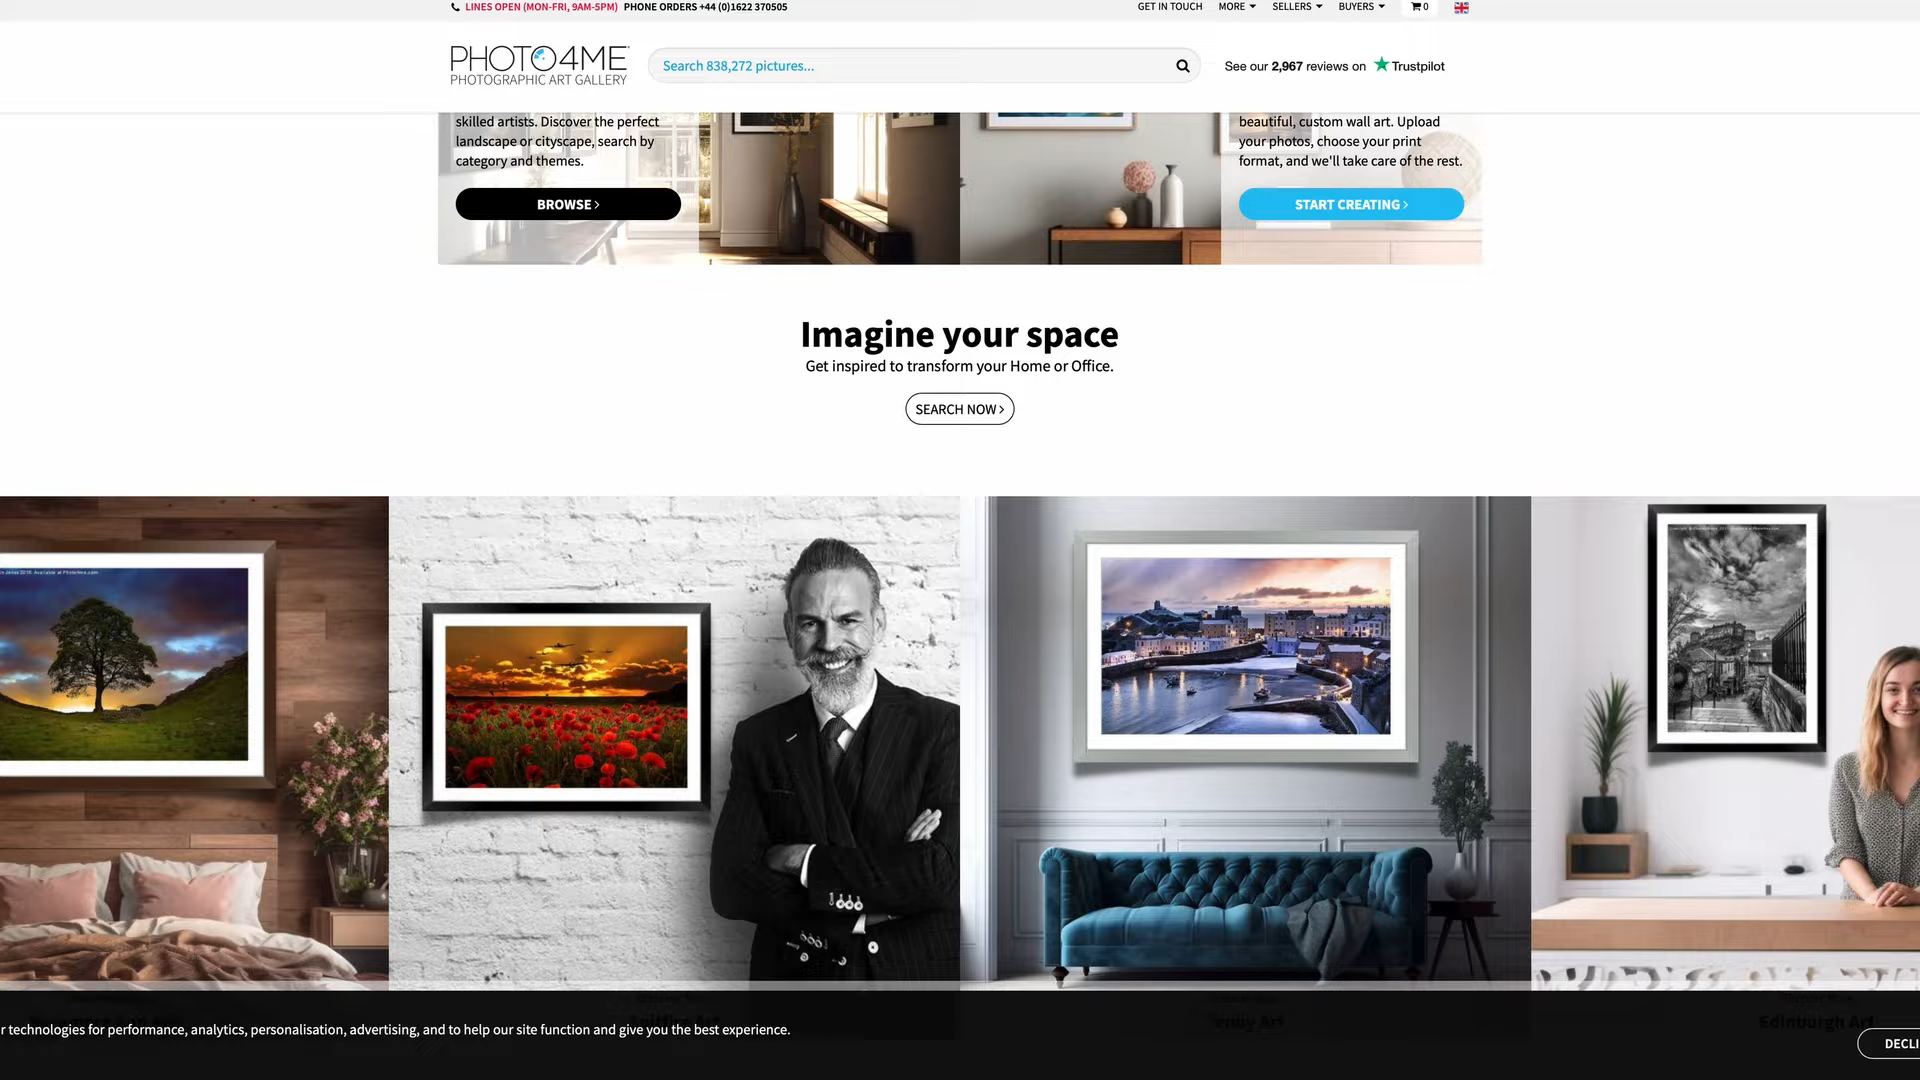 LINES OPEN (MON-FRI, 9AM-5PM) PHONE ORDERS +44 (0)1622 370505
GET IN TOUCH MORE SELLERS BUYERS 0
PHOTO4ME
PHOTOGRAPHIC ART GALLERY
Search 838,272 pictures...
See our 2,967 reviews on Trustpilot
skilled artists. Discover the perfect
landscape or cityscape, search by
category and themes.
BROWSE >
beautiful, custom wall art. Upload
your photos, choose your print
format, and we'll take care of the rest.
START CREATING >
Imagine your space
Get inspired to transform your Home or Office.
SEARCH NOW >
Edinburgh Art
r technologies for performance, analytics, personalisation, advertising, and to help our site function and give you the best experience.
DECLI